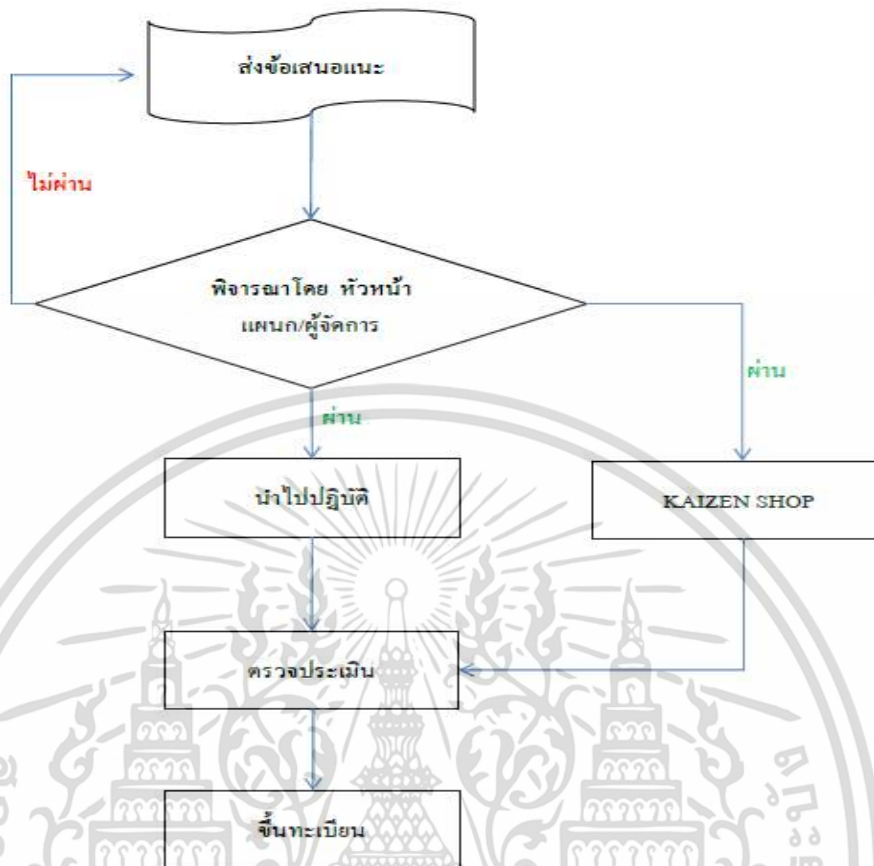 ส่งข้อเสนอแนะ
ไม่ผ่าน
พิจารณาโดย หัวหน้า
แผนก/ผู้จัดการ
ผ่าน
ผ่าน
นำไปปฏิบัติ
KAIZEN SHOP
ตรวจประเมิน
ขึ้นทะเบียน